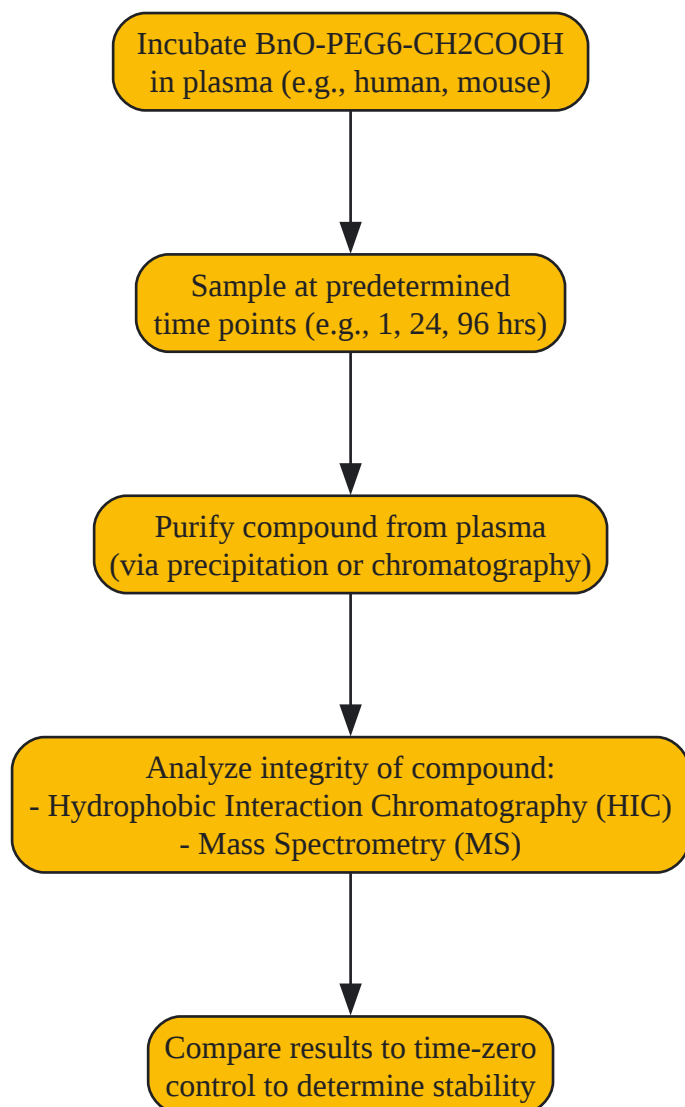 Incubate BnO-PEG6-CH2COOH
in plasma (e.g., human, mouse)
Sample at predetermined
time points (e.g., 1, 24, 96 hrs)
Purify compound from plasma
(via precipitation or chromatography)
Analyze integrity of compound:
- Hydrophobic Interaction Chromatography (HIC)
- Mass Spectrometry (MS)
Compare results to time-zero
control to determine stability